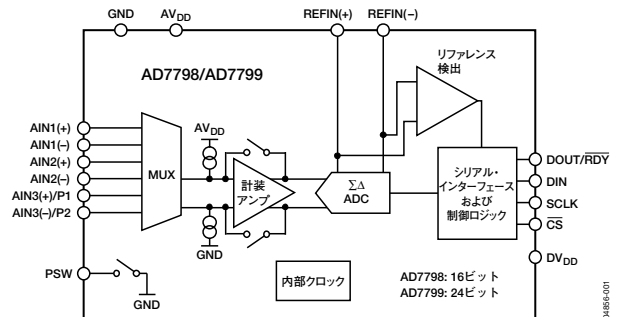 GND AVDD REFIN(+) REFIN(–)
AD7798/AD7799
リファレンス
検出
AIN1(+)
AIN1(–)
AIN2(+)
AIN2(–)
AIN3(+)/P1
AIN3(–)/P2
MUX
AVDD
GND
計装
アンプ
ΣΔ
ADC
シリアル・
インターフェース
および
制御ロジック
DOUT/RDY
DIN
SCLK
CS
DVDD
PSW
GND
内部クロック
AD7798: 16ビット
AD7799: 24ビット
04856-001